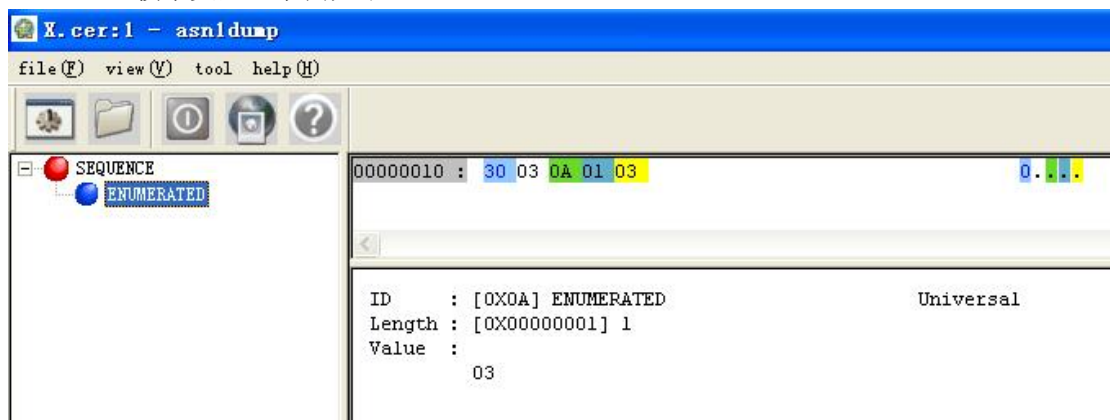 X.cer:1 - asn1dump
file(F) view(V) tool help(H)
SEQUENCE
ENUMERATED
00000010 : 30 03 0A 01 03 0....
ID : [0X0A] ENUMERATED Universal
Length : [0X00000001] 1
Value :
03